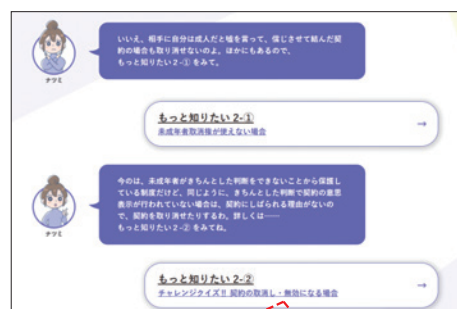 いいえ、相手に自分は成人だと嘘を言って、信じさせて結んだ契
約の場合も取り消せないのよ。ほかにもあるので、
もっと知りたい2-①をみて。
ナツミ
もっと知りたい 2-①
未成年者取消権が使えない場合
→
今のは、未成年者がきちんとした判断をできないことから保護し
ている制度だけど、同じように、きちんとした判断で契約の意思
表示が行われていない場合は、契約にしばられる理由がないの
で、契約を取り消せたりするわ。詳しくは——
もっと知りたい2-②をみてね。
ナツミ
もっと知りたい 2-②
チャレンジクイズ!! 契約の取消し・無効になる場合
→